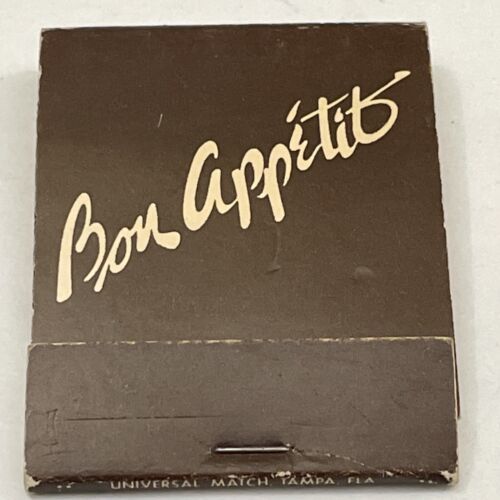 Bon Appétit
UNIVERSAL MATCH, TAMPA, FLA